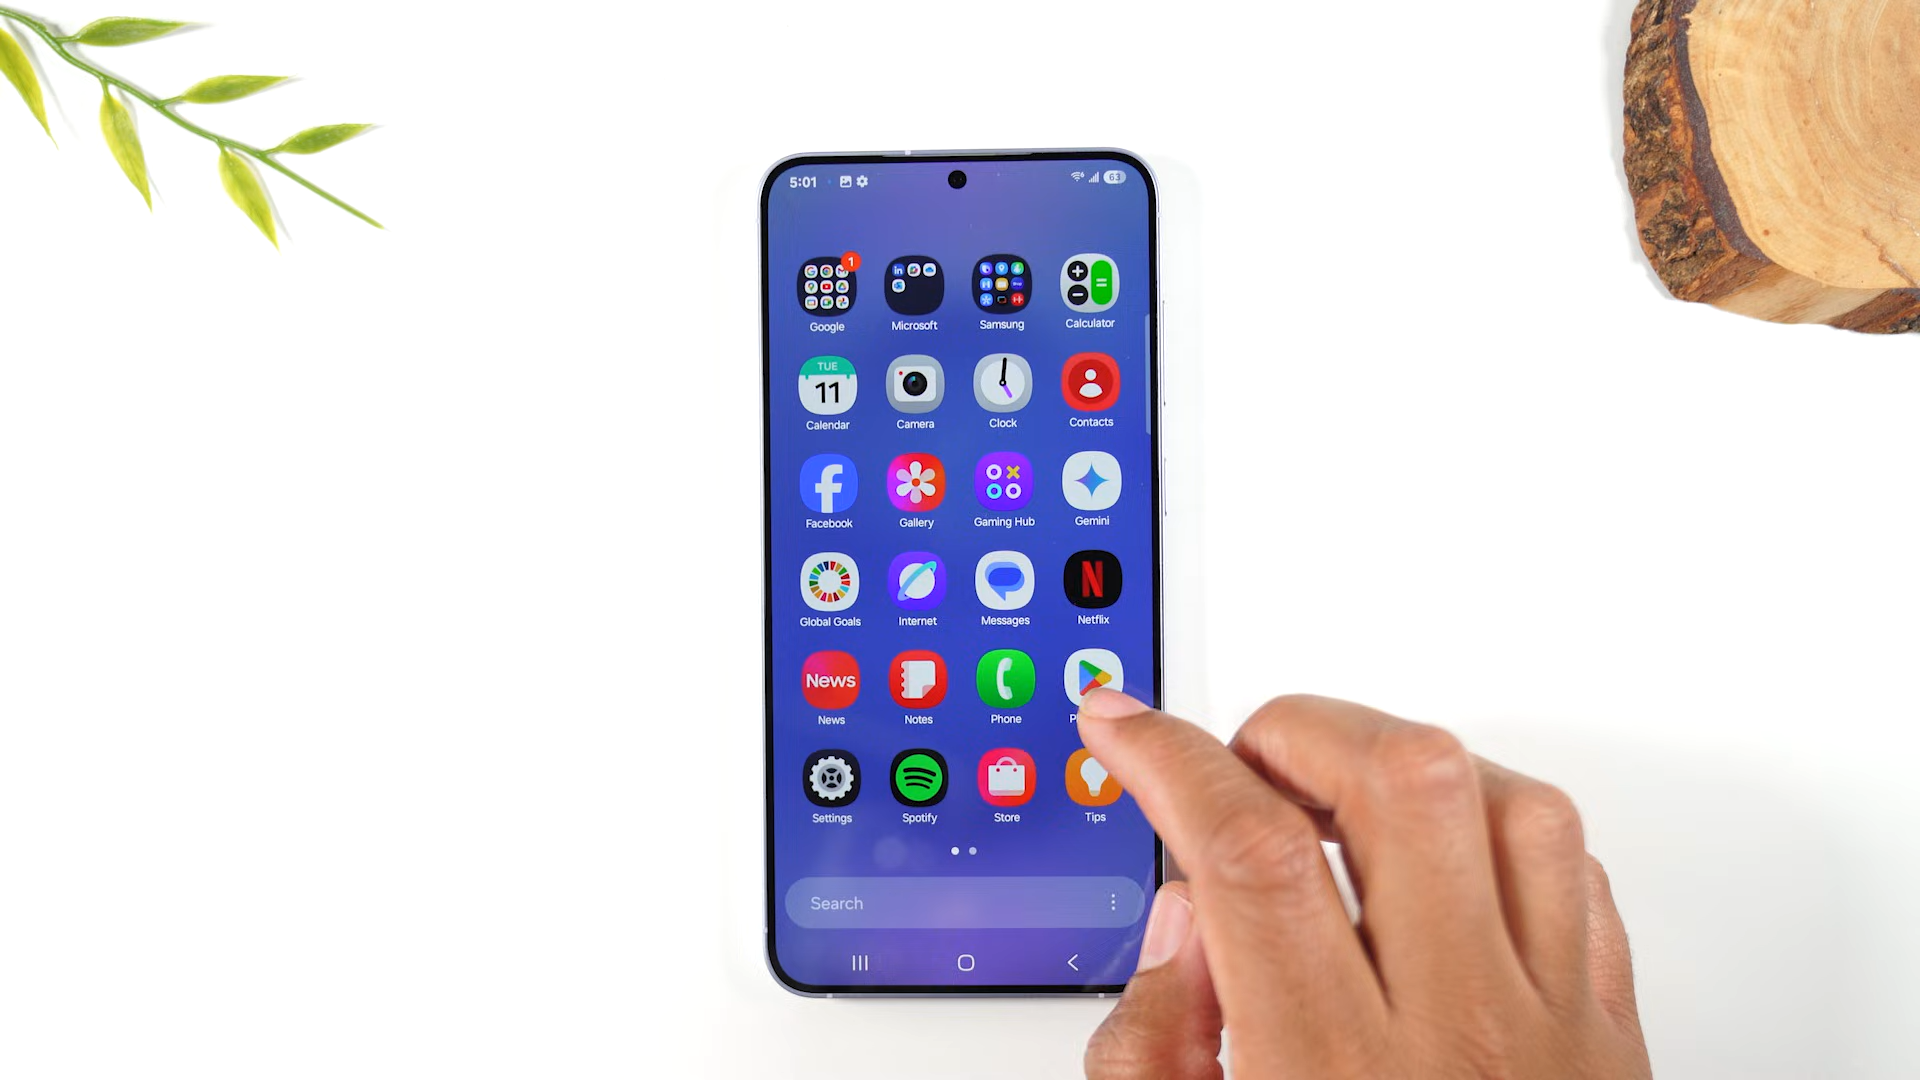 5:01
63
1
Google Microsoft Samsung Calculator
TUE
11
Calendar Camera Clock Contacts
Facebook Gallery Gaming Hub Gemini
Global Goals Internet Messages Netflix
News
News Notes Phone
Settings Spotify Store Tips
Search